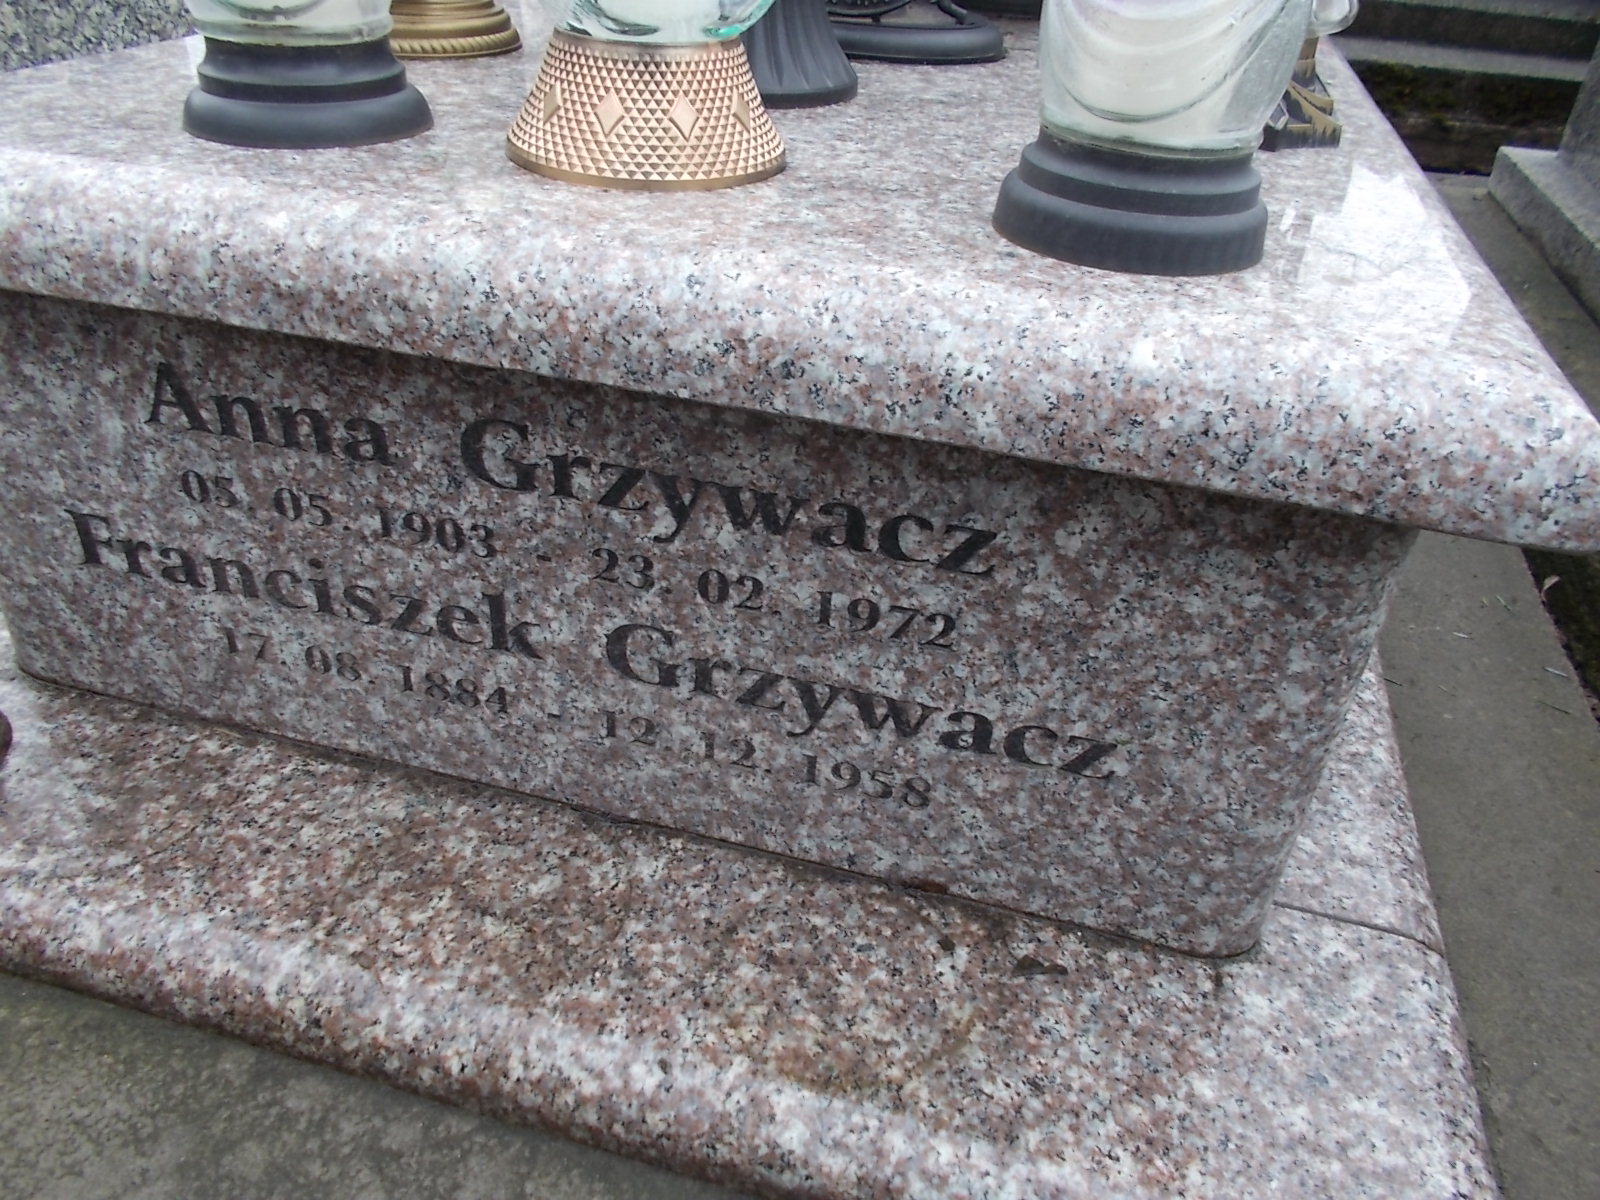 Anna Grzywacz
05. 05. 1903 - 23. 02. 1972
Franciszek Grzywacz
17. 08. 1884 - 12. 12. 1958